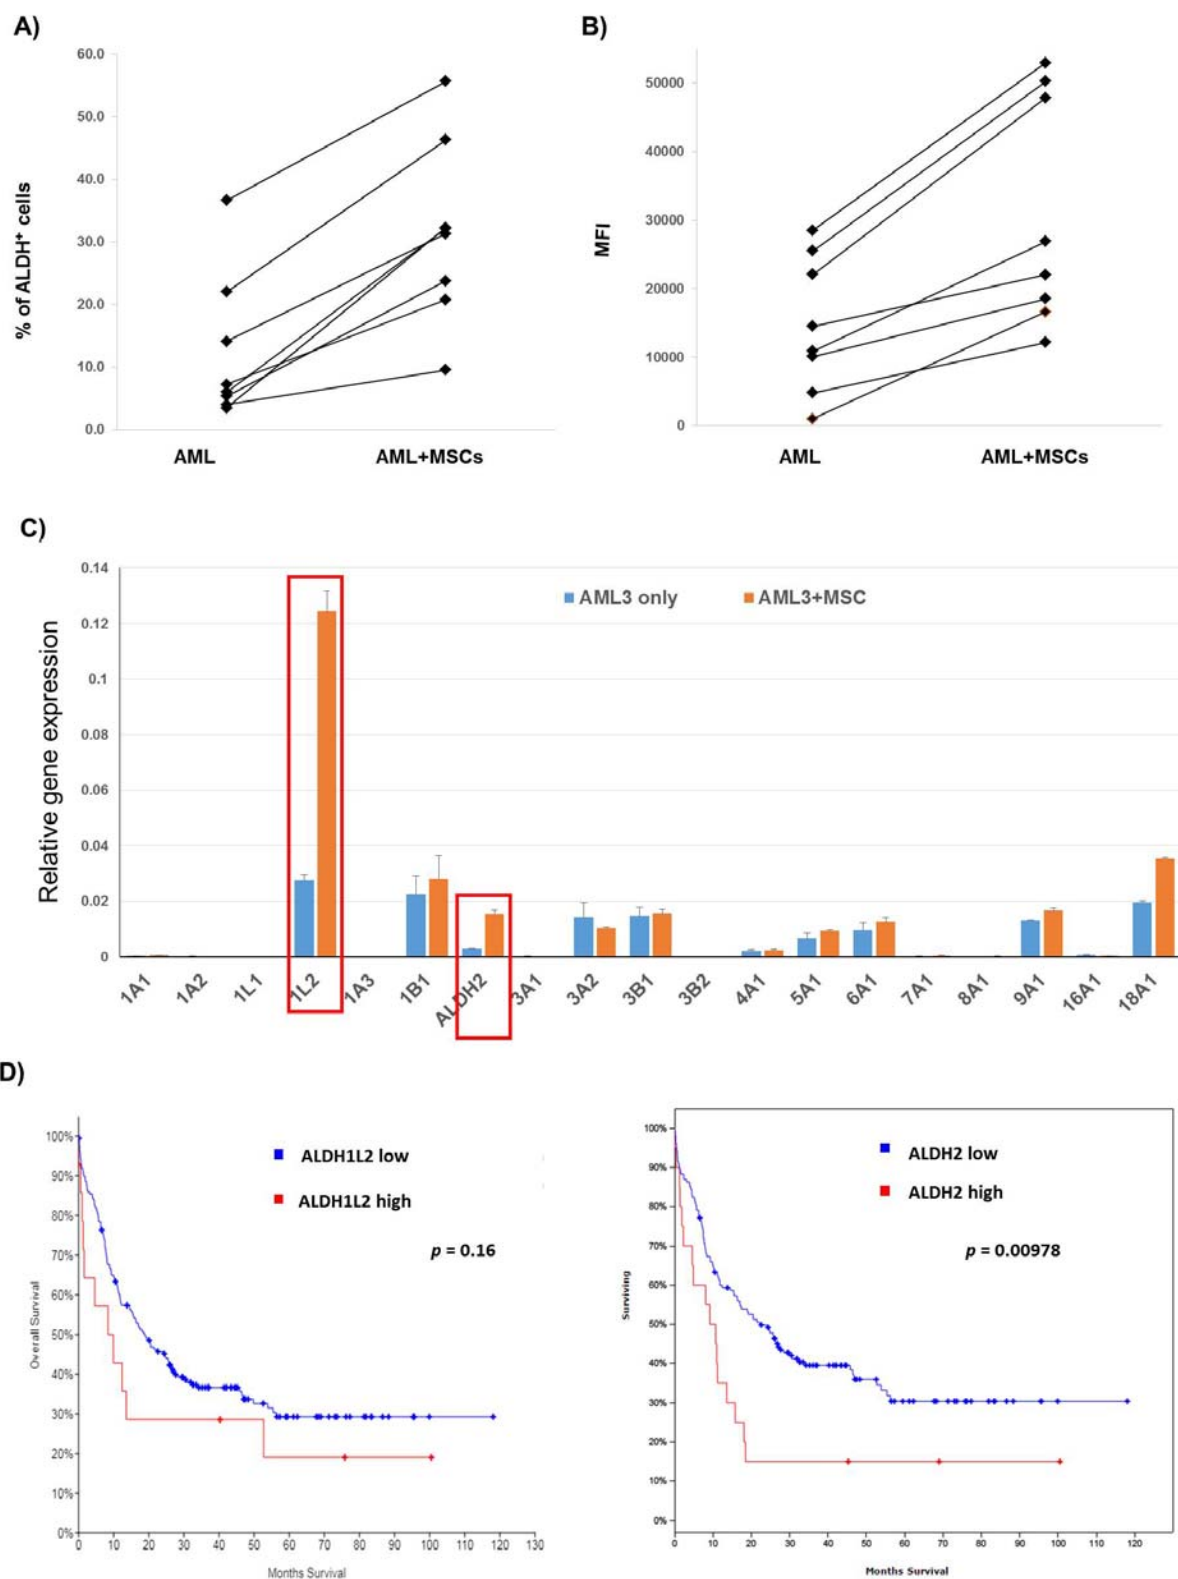 A)
60.0
50.0
40.0
30.0
20.0
10.0
0.0
% of ALDH+ cells
AML AML+MSCs
B)
50000
40000
30000
20000
10000
0
MFI
AML AML+MSCs
C)
0.14
0.12
0.1
0.08
0.06
0.04
0.02
0
Relative gene expression
AML3 only AML3+MSC
1A1 1A2 1L1 1L2 1A3 1B1 ALDH2 3A1 3A2 3B1 3B2 4A1 5A1 6A1 7A1 8A1 9A1 16A1 18A1
D)
100%
90%
80%
70%
60%
50%
40%
30%
20%
10%
0%
Overall Survival
ALDH1L2 low
ALDH1L2 high
p = 0.16
0 10 20 30 40 50 60 70 80 90 100 110 120 130
Months Survival
100%
90%
80%
70%
60%
50%
40%
30%
20%
10%
0%
Surviving
ALDH2 low
ALDH2 high
p = 0.00978
0 10 20 30 40 50 60 70 80 90 100 110 120
Months Survival